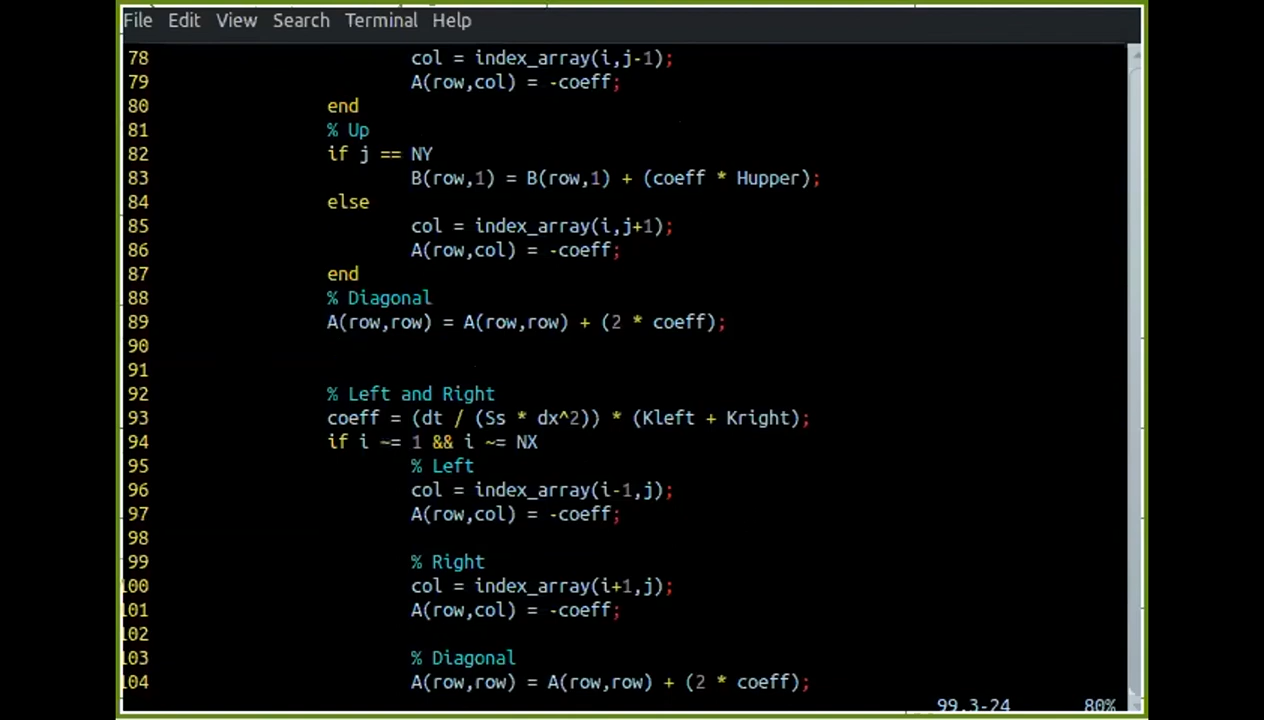 File Edit View Search Terminal Help
78 col = index_array(i,j-1);
79 A(row,col) = -coeff;
80 end
81 % Up
82 if j == NY
83 B(row,1) = B(row,1) + (coeff * Hupper);
84 else
85 col = index_array(i,j+1);
86 A(row,col) = -coeff;
87 end
88 % Diagonal
89 A(row,row) = A(row,row) + (2 * coeff);
90
91
92 % Left and Right
93 coeff = (dt / (Ss * dx^2)) * (Kleft + Kright);
94 if i ~= 1 && i ~= NX
95 % Left
96 col = index_array(i-1,j);
97 A(row,col) = -coeff;
98
99 % Right
100 col = index_array(i+1,j);
101 A(row,col) = -coeff;
102
103 % Diagonal
104 A(row,row) = A(row,row) + (2 * coeff);
99,3-24 80%